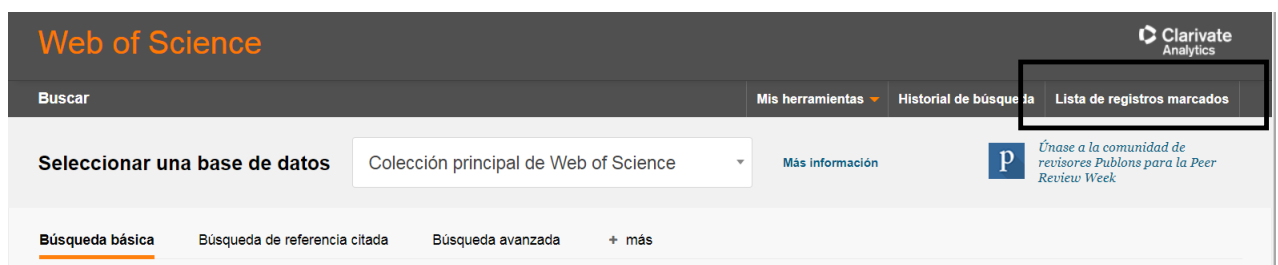 Web of Science
Clarivate
Analytics
Buscar
Mis herramientas
Historial de búsqueda
Lista de registros marcados
Seleccionar una base de datos
Colección principal de Web of Science
Más información
p
Únase a la comunidad de
revisores Publons para la Peer
Review Week
Búsqueda básica
Búsqueda de referencia citada
Búsqueda avanzada
+ más